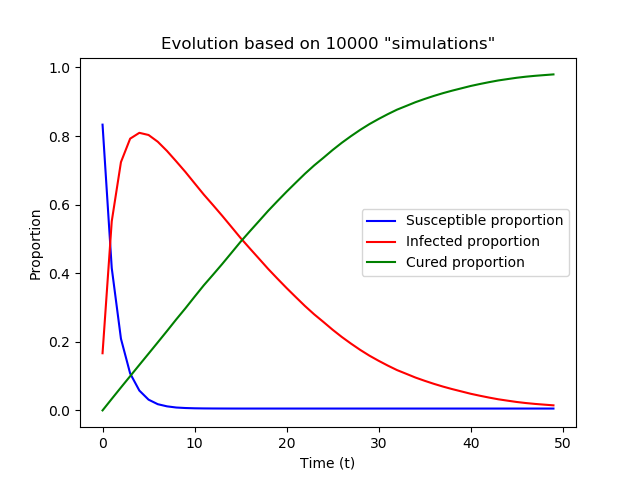 Evolution based on 10000 "simulations"
1.0
0.8
0.6
0.4
0.2
0.0
Proportion
Susceptible proportion
Infected proportion
Cured proportion
0 10 20 30 40 50
Time (t)